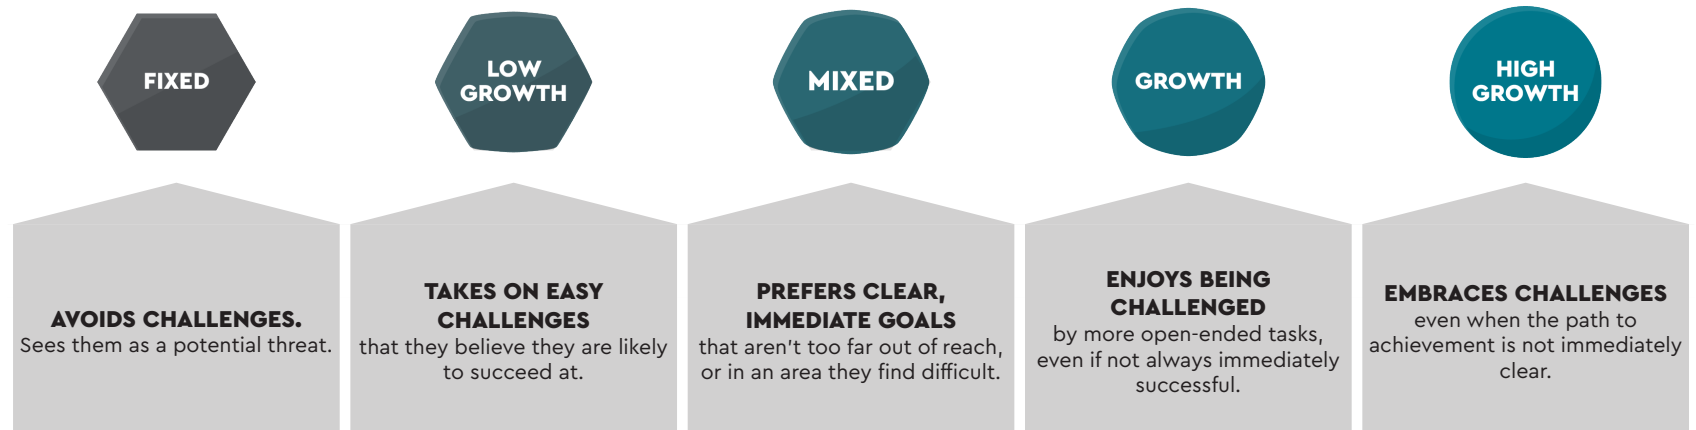 FIXED
LOW
GROWTH
MIXED
GROWTH
HIGH
GROWTH
AVOIDS CHALLENGES.
Sees them as a potential threat.
TAKES ON EASY
CHALLENGES
that they believe they are likely
to succeed at.
PREFERS CLEAR,
IMMEDIATE GOALS
that aren't too far out of reach,
or in an area they find difficult.
ENJOYS BEING
CHALLENGED
by more open-ended tasks,
even if not always immediately
successful.
EMBRACES CHALLENGES
even when the path to
achievement is not immediately
clear.